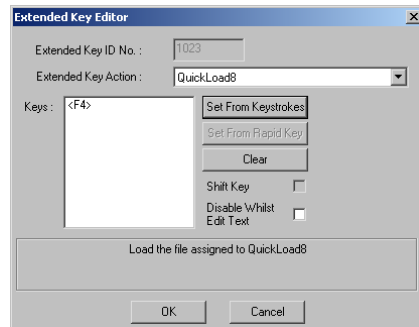 Extended Key Editor
Extended Key ID No. : 1023
Extended Key Action : QuickLoad8
Keys : <F4>
Set From Keystrokes
Set From Rapid Key
Clear
Shift Key
Disable Whilst
Edit Text
Load the file assigned to QuickLoad8
OK Cancel